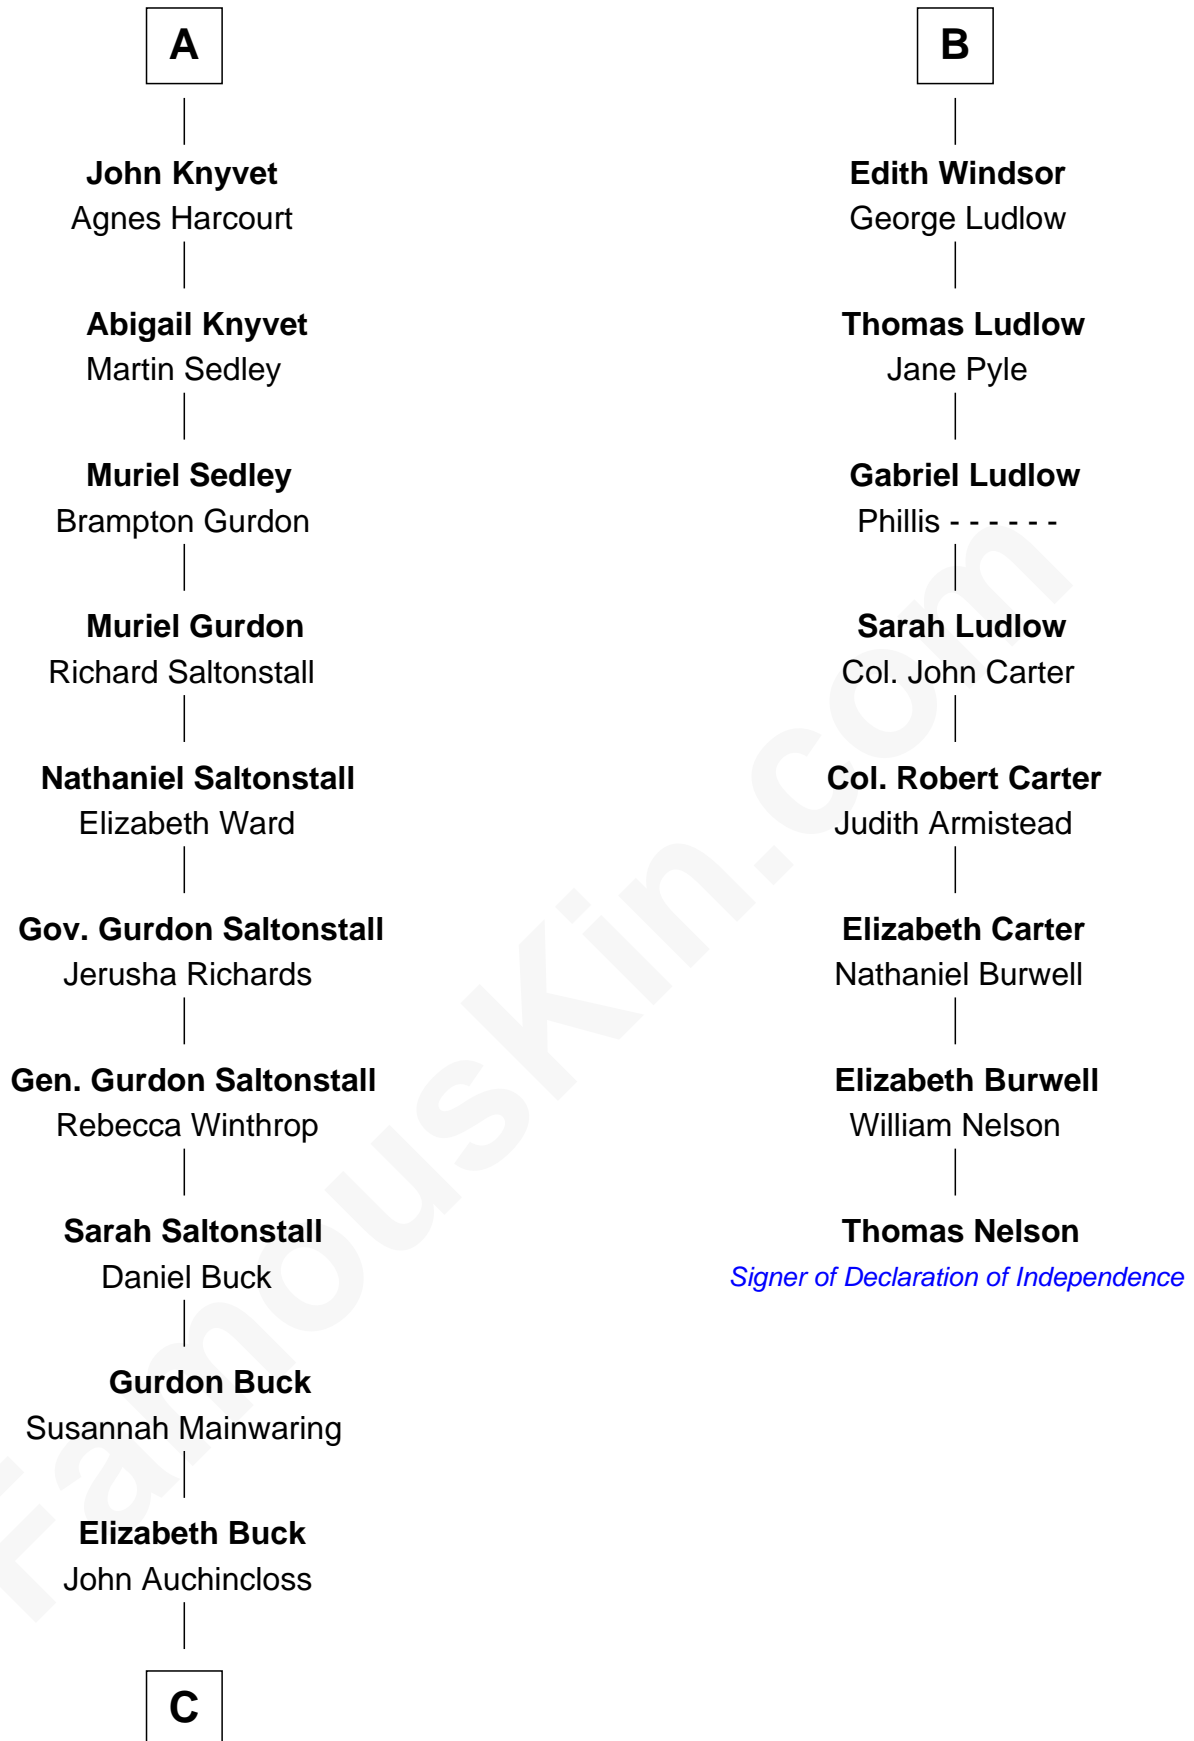 A
John Knyvet
Agnes Harcourt
Abigail Knyvet
Martin Sedley
Muriel Sedley
Brampton Gurdon
Muriel Gurdon
Richard Saltonstall
Nathaniel Saltonstall
Elizabeth Ward
Gov. Gurdon Saltonstall
Jerusha Richards
Gen. Gurdon Saltonstall
Rebecca Winthrop
Sarah Saltonstall
Daniel Buck
Gurdon Buck
Susannah Mainwaring
Elizabeth Buck
John Auchincloss
C
B
Edith Windsor
George Ludlow
Thomas Ludlow
Jane Pyle
Gabriel Ludlow
Phillis - - - - - -
Sarah Ludlow
Col. John Carter
Col. Robert Carter
Judith Armistead
Elizabeth Carter
Nathaniel Burwell
Elizabeth Burwell
William Nelson
Thomas Nelson
Signer of Declaration of Independence
FamousKin.com